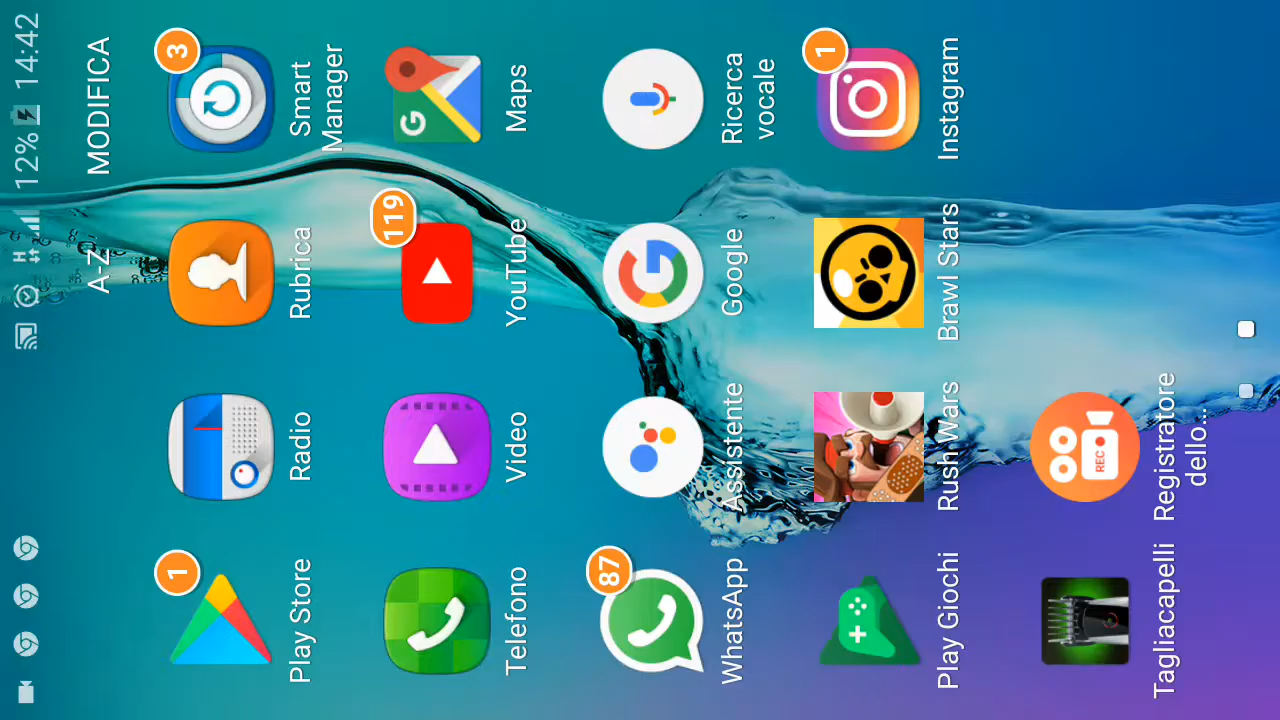 H 12% 14:42
A-Z MODIFICA
1
3
Play Store Radio Rubrica Smart Manager
119
G
Telefono Video YouTube Maps
87
WhatsApp Assistente Google Ricerca vocale
1
Play Giochi Rush Wars Brawl Stars Instagram
REC
Tagliacapelli Registratore dello...